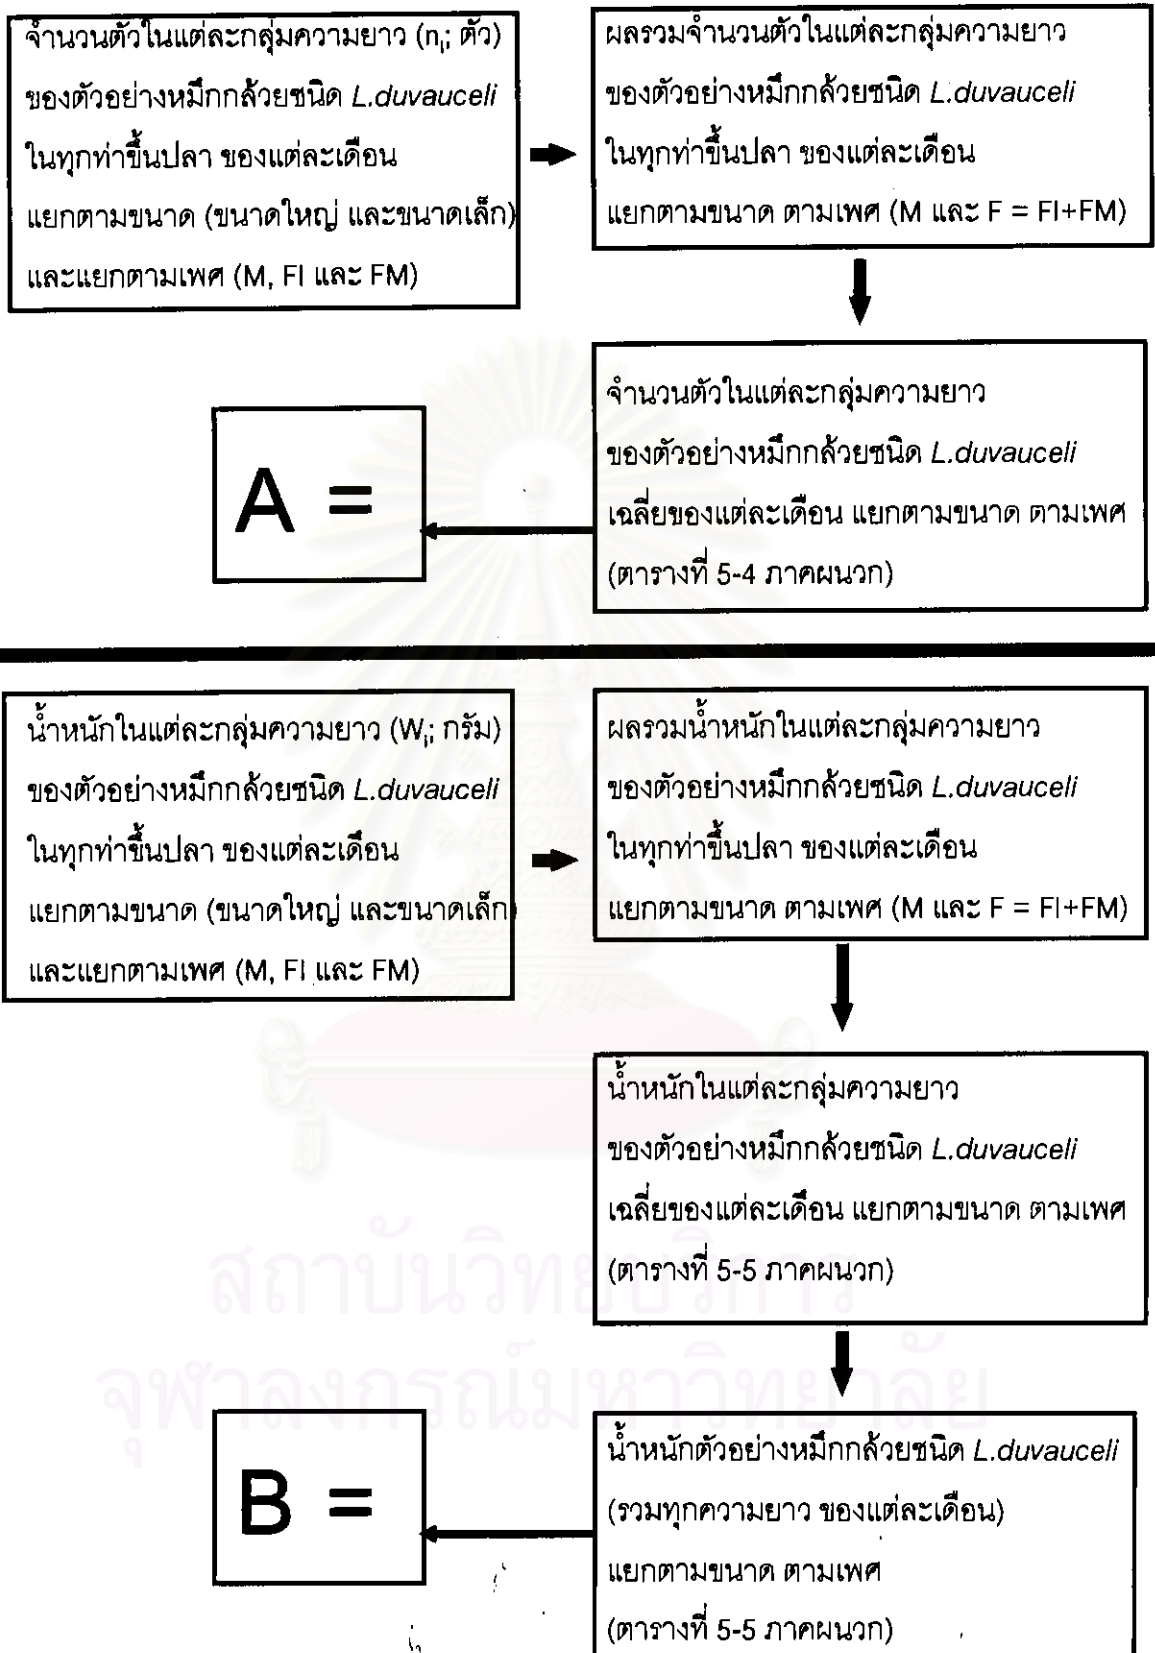 จำนวนตัวในแต่ละกลุ่มความยาว (nᵢ; ตัว)
ของตัวอย่างหมึกกล้วยชนิด L.duvauceli
ในทุกท่าขึ้นปลา ของแต่ละเดือน
แยกตามขนาด (ขนาดใหญ่ และขนาดเล็ก)
และแยกตามเพศ (M, FI และ FM)
ผลรวมจำนวนตัวในแต่ละกลุ่มความยาว
ของตัวอย่างหมึกกล้วยชนิด L.duvauceli
ในทุกท่าขึ้นปลา ของแต่ละเดือน
แยกตามขนาด ตามเพศ (M และ F = FI+FM)
จำนวนตัวในแต่ละกลุ่มความยาว
ของตัวอย่างหมึกกล้วยชนิด L.duvauceli
เฉลี่ยของแต่ละเดือน แยกตามขนาด ตามเพศ
(ตารางที่ 5-4 ภาคผนวก)
A =
น้ำหนักในแต่ละกลุ่มความยาว (Wᵢ; กรัม)
ของตัวอย่างหมึกกล้วยชนิด L.duvauceli
ในทุกท่าขึ้นปลา ของแต่ละเดือน
แยกตามขนาด (ขนาดใหญ่ และขนาดเล็ก)
และแยกตามเพศ (M, FI และ FM)
ผลรวมน้ำหนักในแต่ละกลุ่มความยาว
ของตัวอย่างหมึกกล้วยชนิด L.duvauceli
ในทุกท่าขึ้นปลา ของแต่ละเดือน
แยกตามขนาด ตามเพศ (M และ F = FI+FM)
น้ำหนักในแต่ละกลุ่มความยาว
ของตัวอย่างหมึกกล้วยชนิด L.duvauceli
เฉลี่ยของแต่ละเดือน แยกตามขนาด ตามเพศ
(ตารางที่ 5-5 ภาคผนวก)
สถาบันวิทยบริการ
จุฬาลงกรณ์มหาวิทยาลัย
B =
น้ำหนักตัวอย่างหมึกกล้วยชนิด L.duvauceli
(รวมทุกความยาว ของแต่ละเดือน)
แยกตามขนาด ตามเพศ
(ตารางที่ 5-5 ภาคผนวก)